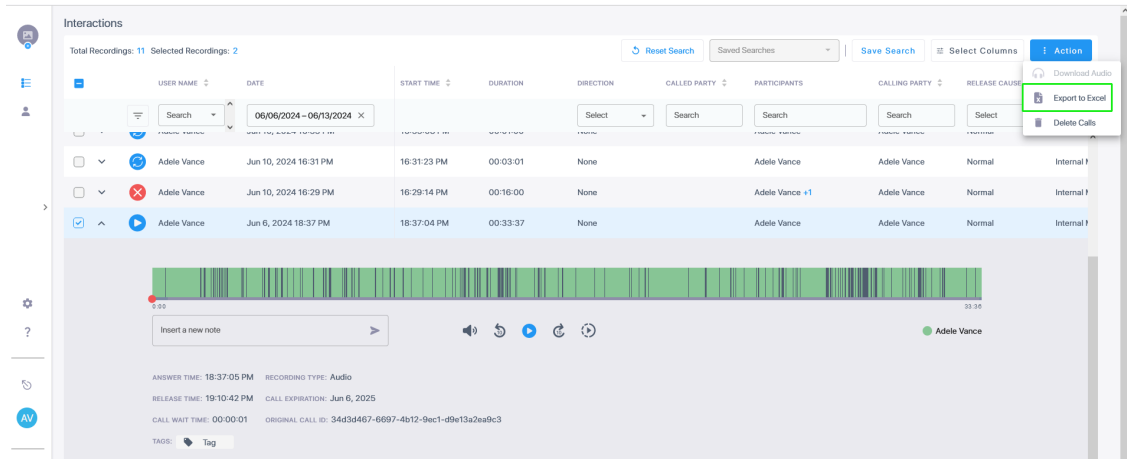 Interactions
Total Recordings: 11 Selected Recordings: 2
Reset Search
Saved Searches
Save Search
Select Columns
Action
Download Audio
Export to Excel
Delete Calls
USER NAME DATE START TIME DURATION DIRECTION CALLED PARTY PARTICIPANTS CALLING PARTY RELEASE CAUSE
Search 06/06/2024 – 06/13/2024 Select Search Search Search Select
Adele Vance Jun 10, 2024 16:31 PM 16:31:23 PM 00:03:01 None Adele Vance Adele Vance Normal Internal
Adele Vance Jun 10, 2024 16:29 PM 16:29:14 PM 00:16:00 None Adele Vance +1 Adele Vance Normal Internal
Adele Vance Jun 6, 2024 18:37 PM 18:37:04 PM 00:33:37 None Adele Vance Adele Vance Normal Internal
0:00 33:36
Insert a new note
10 10
Adele Vance
ANSWER TIME: 18:37:05 PM RECORDING TYPE: Audio
RELEASE TIME: 19:10:42 PM CALL EXPIRATION: Jun 6, 2025
CALL WAIT TIME: 00:00:01 ORIGINAL CALL ID: 34d3d467-6697-4b12-9ec1-d9e13a2ea9c3
TAGS: Tag
AV